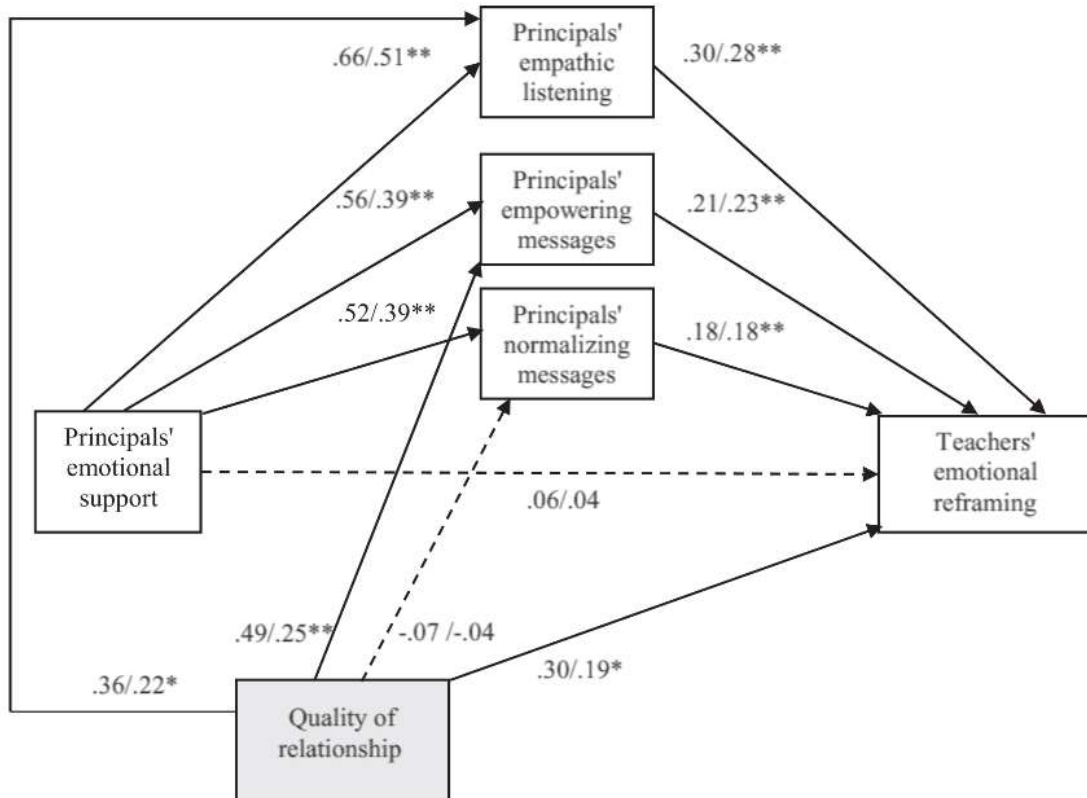 Principals'
empathic
listening
.66/.51**
.30/.28**
Principals'
empowering
messages
.56/.39**
.21/.23**
Principals'
normalizing
messages
.52/.39**
.18/.18**
Principals'
emotional
support
Teachers'
emotional
reframing
.06/.04
.49/.25**
-.07 /-.04
.30/.19*
.36/.22*
Quality of
relationship